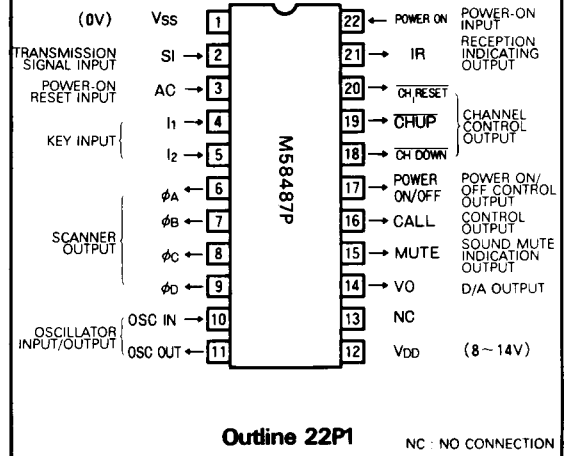 (0V) VSS 1
TRANSMISSION SIGNAL INPUT SI → 2
POWER-ON RESET INPUT AC → 3
KEY INPUT
I1 → 4
I2 → 5
SCANNER OUTPUT
φA ← 6
φB ← 7
φC ← 8
φD ← 9
OSCILLATOR INPUT/OUTPUT
OSC IN → 10
OSC OUT ← 11
M58487P
22 ← POWER ON POWER-ON INPUT
21 → IR RECEPTION INDICATING OUTPUT
20 → CH RESET
19 → CHUP
18 → CH DOWN
CHANNEL CONTROL OUTPUT
17 → POWER ON/OFF POWER ON/ OFF CONTROL OUTPUT
16 → CALL CONTROL OUTPUT
15 → MUTE SOUND MUTE INDICATION OUTPUT
14 → VO D/A OUTPUT
13 NC
12 VDD (8~14V)
Outline 22P1
NC : NO CONNECTION